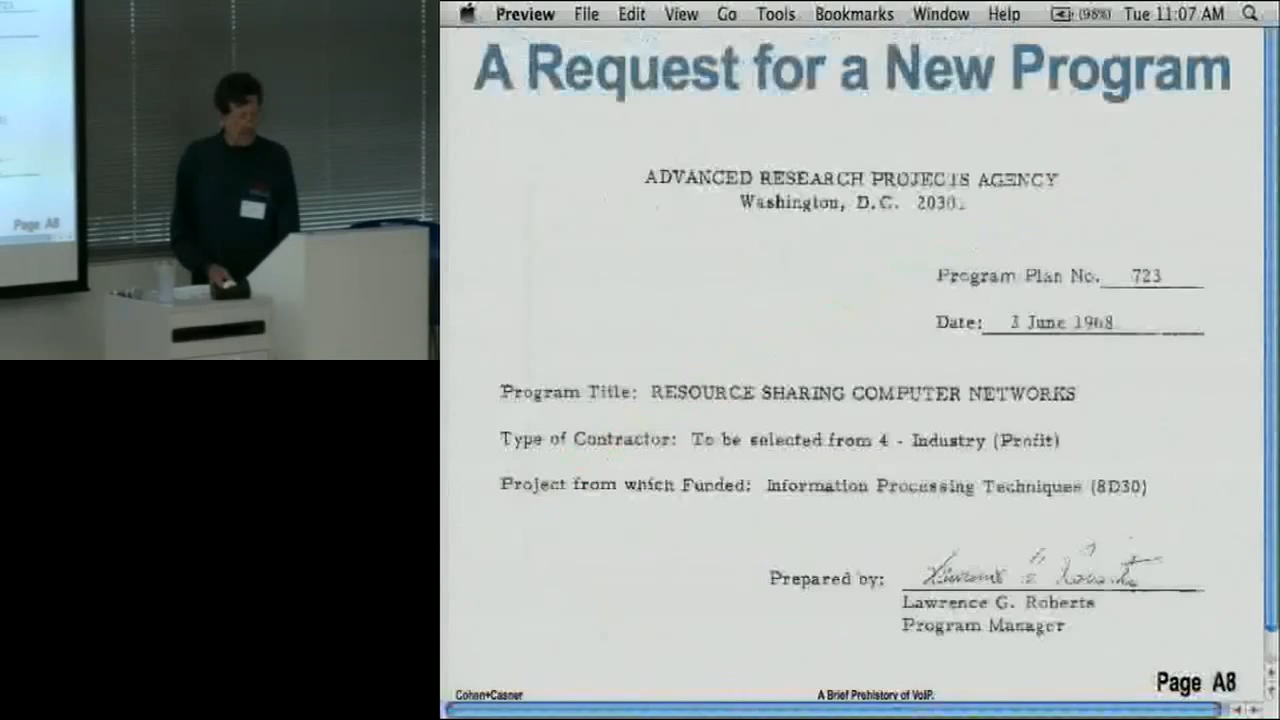 Preview File Edit View Go Tools Bookmarks Window Help (98%) Tue 11:07 AM
A Request for a New Program
ADVANCED RESEARCH PROJECTS AGENCY
Washington, D.C.
Program Plan No. 723
Date: 3 June 1968
Program Title: RESOURCE SHARING COMPUTER NETWORKS
Type of Contractor: To be selected from 4 - Industry (Profit)
Project from which Funded: Information Processing Techniques (8D30)
Prepared by:
Lawrence G. Roberts
Program Manager
Page A8
Cohen+Casner
A Brief Prehistory of VoIP.
Page A8